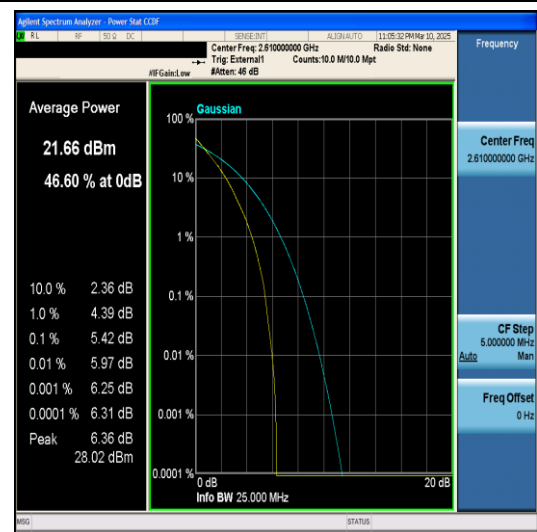 Agilent Spectrum Analyzer - Power Stat CCDF
RL RF 50 Ω DC SENSE:INT ALIGNAUTO 11:05:32 PM Mar 10, 2025
Center Freq: 2.610000000 GHz Radio Std: None
Trig: External1 Counts:10.0 M/10.0 Mpt
#IFGain:Low #Atten: 46 dB
Frequency
Average Power
21.66 dBm
46.60 % at 0dB
10.0 % 2.36 dB
1.0 % 4.39 dB
0.1 % 5.42 dB
0.01 % 5.97 dB
0.001 % 6.25 dB
0.0001 % 6.31 dB
Peak 6.36 dB
28.02 dBm
Gaussian
100 %
10 %
1 %
0.1 %
0.01 %
0.001 %
0.0001 %
0 dB 20 dB
Info BW 25.000 MHz
Center Freq
2.610000000 GHz
CF Step
5.000000 MHz
Auto Man
Freq Offset
0 Hz
MSG STATUS